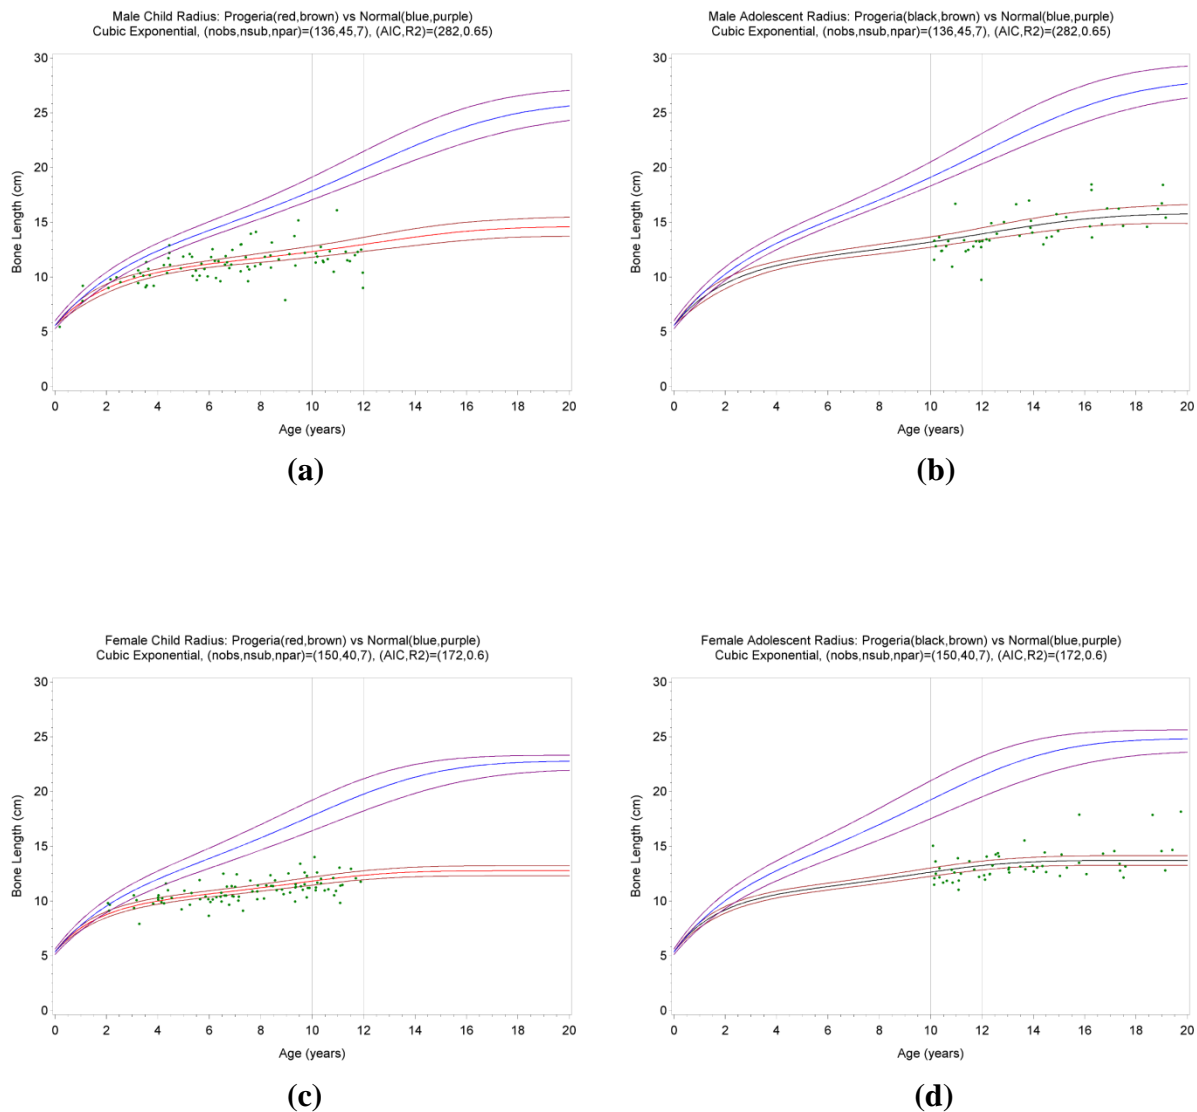 Male Child Radius: Progeria(red,brown) vs Normal(blue,purple)
Cubic Exponential, (nobs,nsub,npar)=(136,45,7), (AIC,R2)=(282,0.65)
30
25
20
15
10
5
0
Bone Length (cm)
0 2 4 6 8 10 12 14 16 18 20
Age (years)
(a)
Male Adolescent Radius: Progeria(black,brown) vs Normal(blue,purple)
Cubic Exponential, (nobs,nsub,npar)=(136,45,7), (AIC,R2)=(282,0.65)
30
25
20
15
10
5
0
Bone Length (cm)
0 2 4 6 8 10 12 14 16 18 20
Age (years)
(b)
Female Child Radius: Progeria(red,brown) vs Normal(blue,purple)
Cubic Exponential, (nobs,nsub,npar)=(150,40,7), (AIC,R2)=(172,0.6)
30
25
20
15
10
5
0
Bone Length (cm)
0 2 4 6 8 10 12 14 16 18 20
Age (years)
(c)
Female Adolescent Radius: Progeria(black,brown) vs Normal(blue,purple)
Cubic Exponential, (nobs,nsub,npar)=(150,40,7), (AIC,R2)=(172,0.6)
30
25
20
15
10
5
0
Bone Length (cm)
0 2 4 6 8 10 12 14 16 18 20
Age (years)
(d)